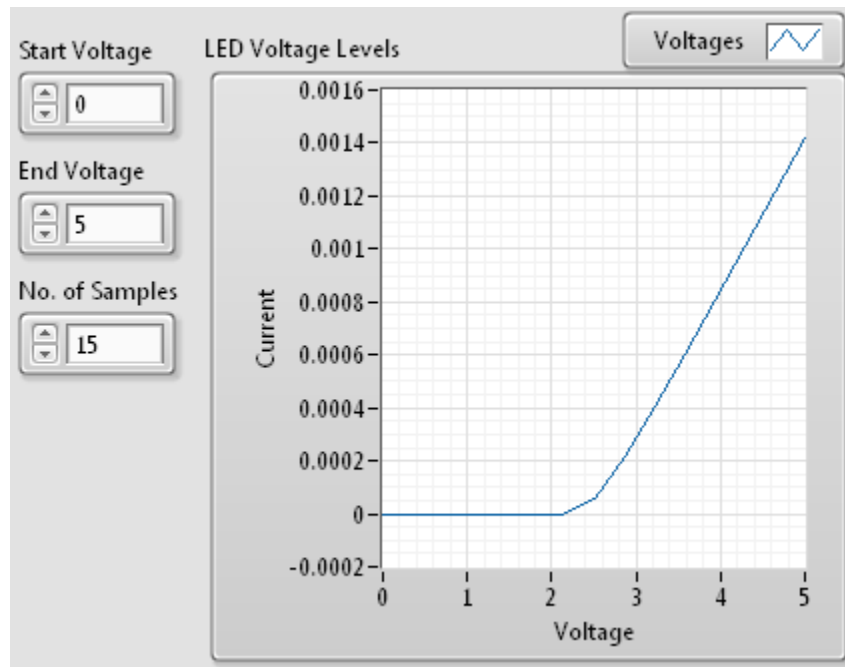 Start Voltage
0
End Voltage
5
No. of Samples
15
LED Voltage Levels
Voltages
Current
0.0016
0.0014
0.0012
0.001
0.0008
0.0006
0.0004
0.0002
0
-0.0002
0 1 2 3 4 5
Voltage